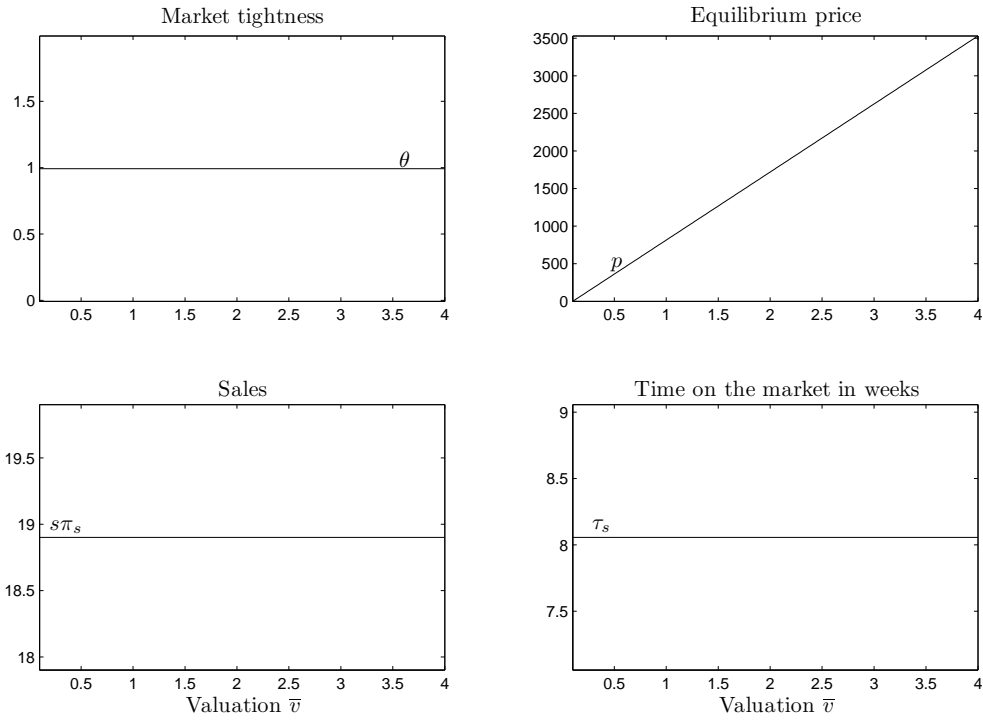 Market tightness
1.5
1
0.5
0
θ
0.5 1 1.5 2 2.5 3 3.5 4
Equilibrium price
3500
3000
2500
2000
1500
1000
500
0
p
0.5 1 1.5 2 2.5 3 3.5 4
Sales
19.5
19
18.5
18
sπₛ
0.5 1 1.5 2 2.5 3 3.5 4
Valuation v̅
Time on the market in weeks
9
8.5
8
7.5
τₛ
0.5 1 1.5 2 2.5 3 3.5 4
Valuation v̅